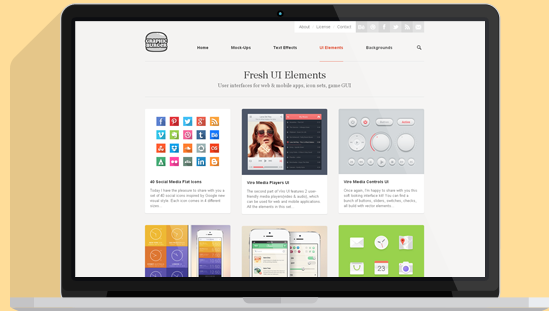 About
License
Contact
GRAPHIC
BURGER
Home
Mock-Ups
Text Effects
UI Elements
Backgrounds
Fresh UI Elements
User interfaces for web & mobile apps, icon sets, game GUI
40 Social Media Flat Icons
Today I have the pleasure to share with you a
set of 40 social icons inspired by Google new
visual style. Each icon comes in 4 different
sizes
Vire Media Players UI
The second part of Vire UI features 2 user-
friendly media players(video & audio), which
can be used for web and mobile applications.
All the elements in this set
Vire Media Controls UI
Once again, I'm happy to share with you this
soft looking interface kit! You can find a
bunch of buttons, sliders, switches, charts,
all build with vector elements.
23